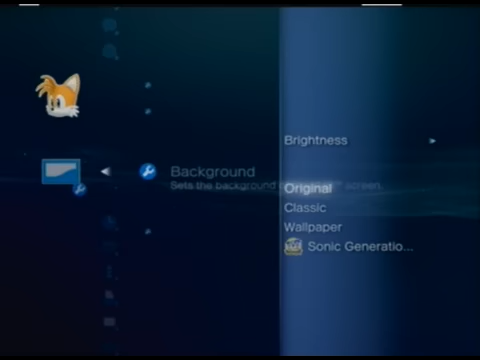 Brightness
Background
Sets the background screen.
Original
Classic
Wallpaper
Sonic Generatio...